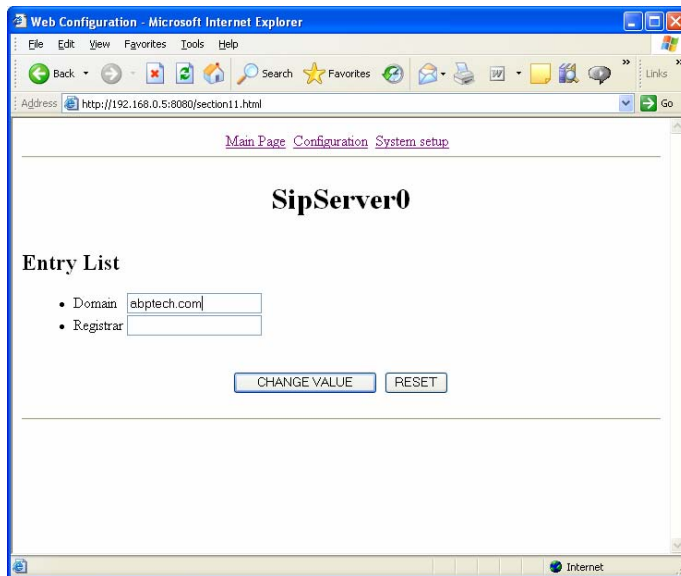 Web Configuration - Microsoft Internet Explorer
File Edit View Favorites Tools Help
Back Search Favorites W » Links »
Address http://192.168.0.5:8080/section11.html Go
Main Page Configuration System setup
SipServer0
Entry List
• Domain abptech.com
• Registrar
CHANGE VALUE RESET
Internet